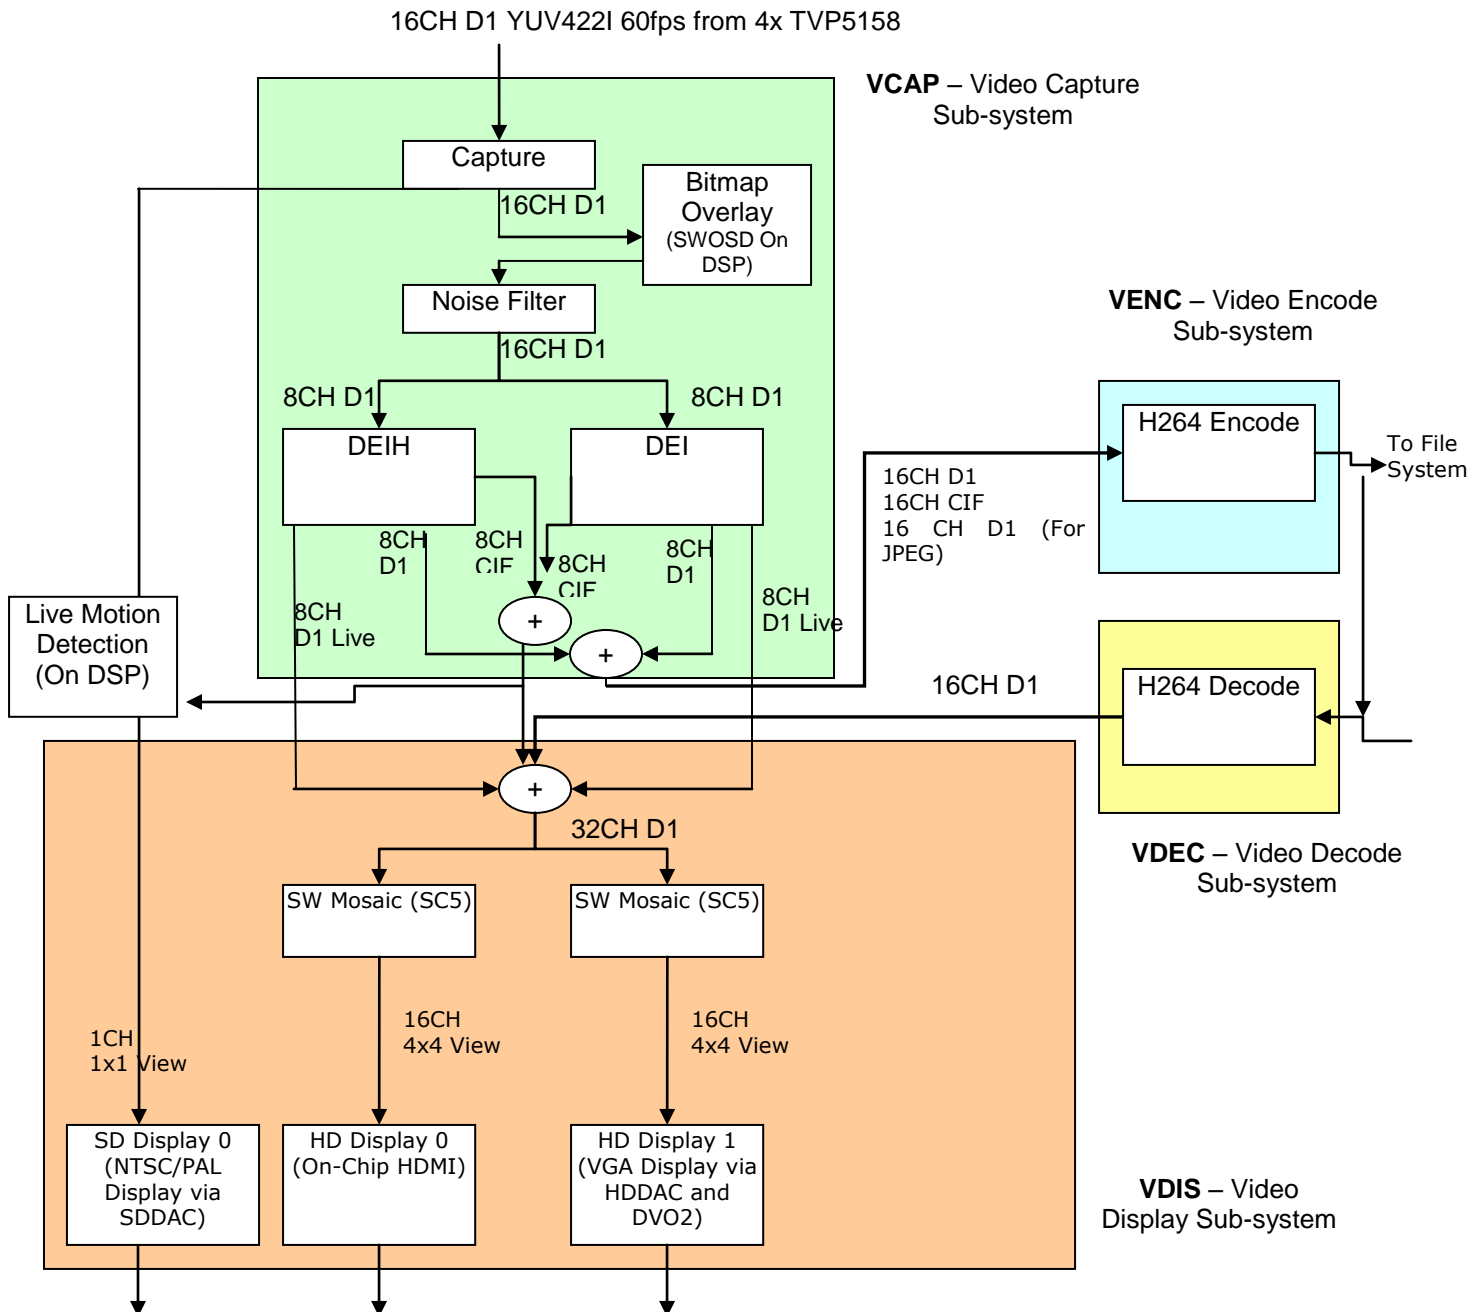 16CH D1 YUV422I 60fps from 4x TVP5158
VCAP – Video Capture
Sub-system
Capture
16CH D1
Bitmap
Overlay
(SWOSD On
DSP)
Noise Filter
16CH D1
8CH D1
8CH D1
DEIH
DEI
VENC – Video Encode
Sub-system
H264 Encode
To File
System
16CH D1
16CH CIF
16 CH D1 (For
JPEG)
8CH
D1
8CH
CIF
8CH
CIF
8CH
D1
8CH
D1 Live
8CH
D1 Live
+
+
Live Motion
Detection
(On DSP)
16CH D1
H264 Decode
+
32CH D1
VDEC – Video Decode
Sub-system
SW Mosaic (SC5)
SW Mosaic (SC5)
1CH
1x1 View
16CH
4x4 View
16CH
4x4 View
SD Display 0
(NTSC/PAL
Display via
SDDAC)
HD Display 0
(On-Chip HDMI)
HD Display 1
(VGA Display via
HDDAC and
DVO2)
VDIS – Video
Display Sub-system